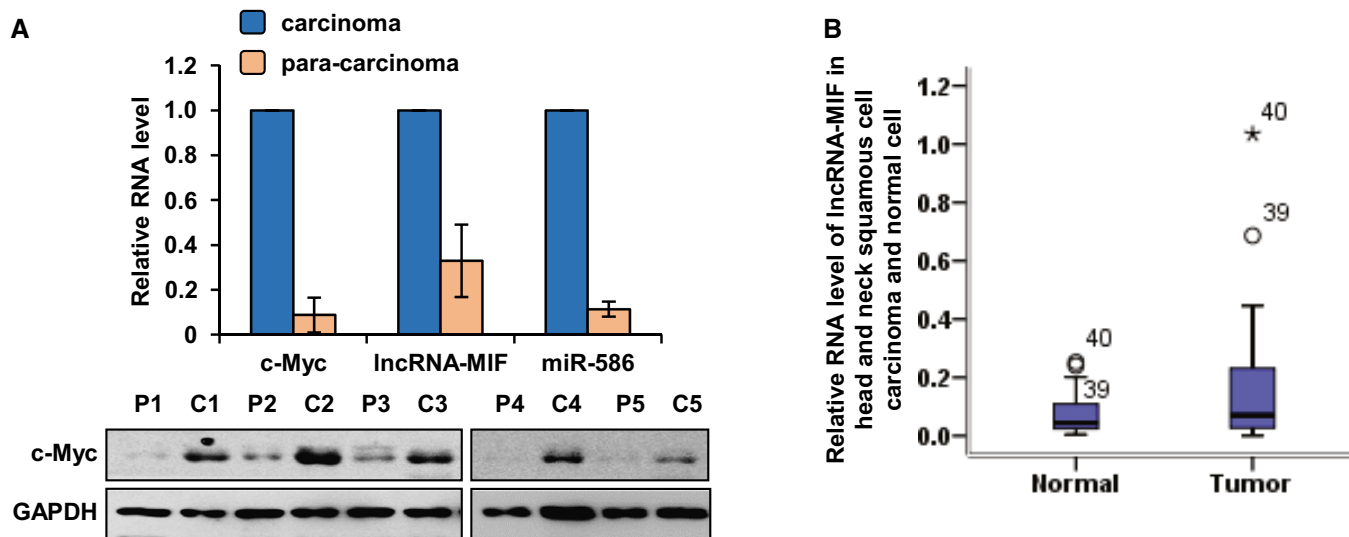 A
carcinoma
para-carcinoma
Relative RNA level
1.2
1.0
0.8
0.6
0.4
0.2
0
c-Myc lncRNA-MIF miR-586
P1 C1 P2 C2 P3 C3 P4 C4 P5 C5
c-Myc
GAPDH
B
Relative RNA level of lncRNA-MIF in
head and neck squamous cell
carcinoma and normal cell
1.2
1.0
0.8
0.6
0.4
0.2
0.0
40
39
40
39
Normal Tumor